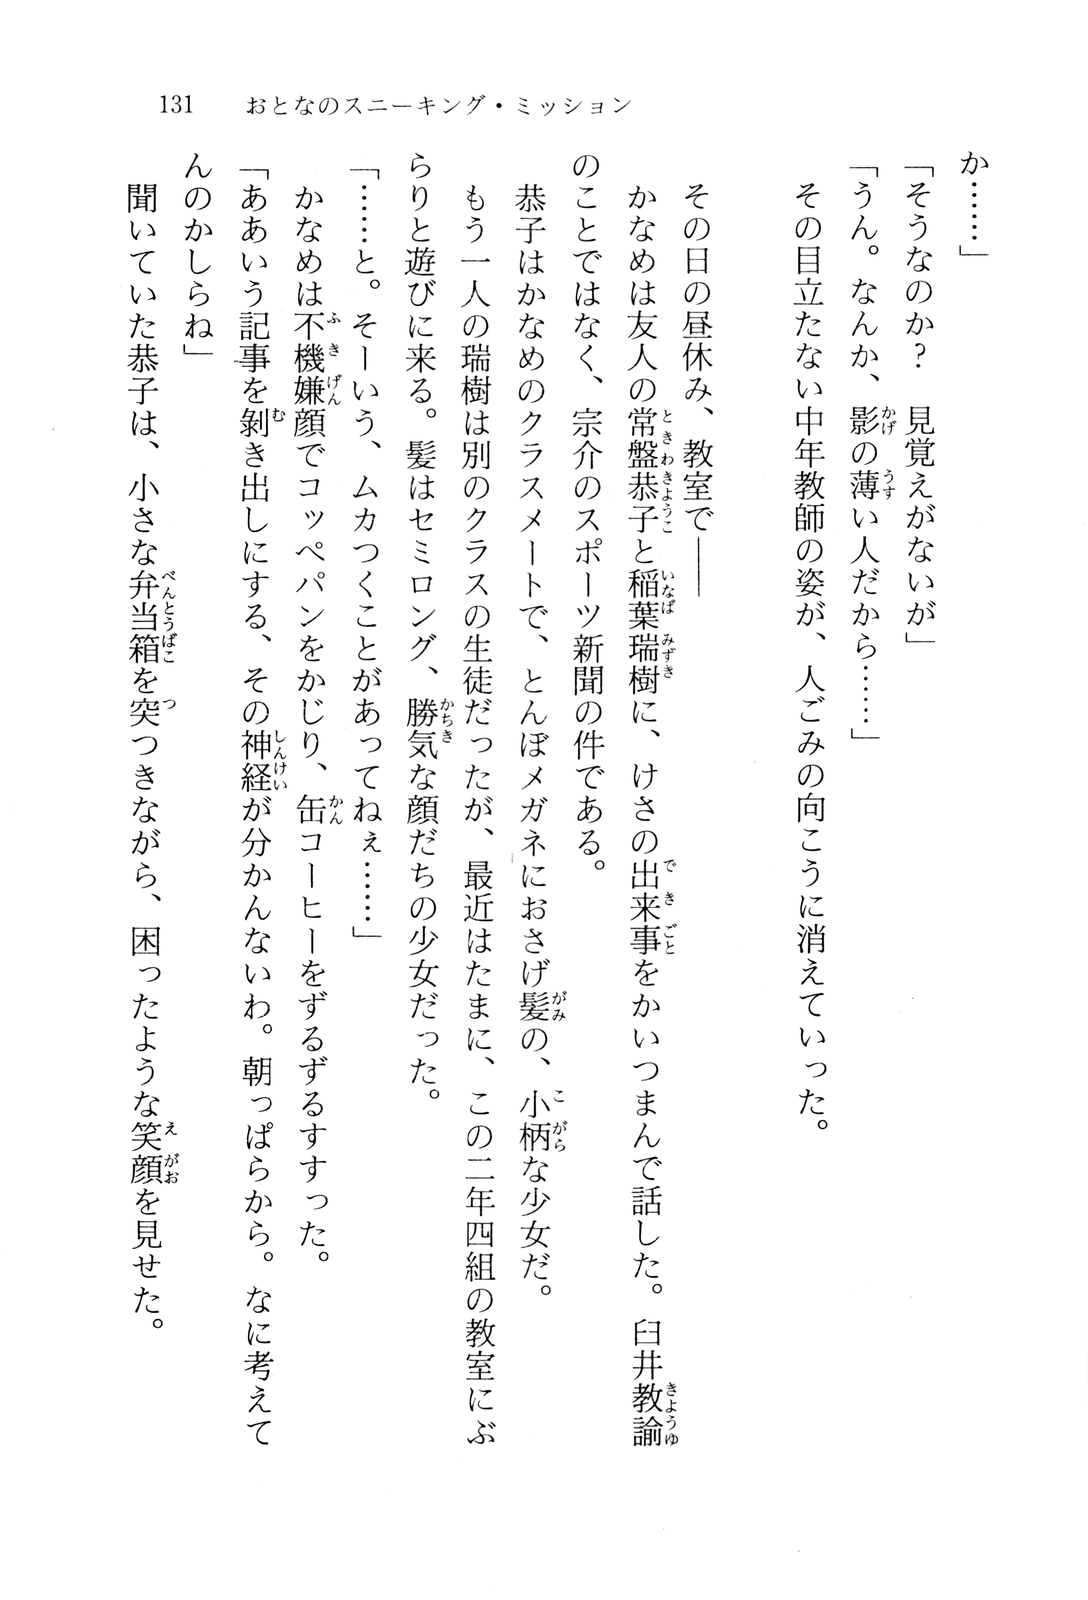 131　おとなのスニーキング・ミッション
か……」
「そうなのか？　見覚えがないが」
「うん。なんか、影の薄い人だから……」
　その目立たない中年教師の姿が、人ごみの向こうに消えていった。
　その日の昼休み、教室で――
　かなめは友人の常盤恭子と稲葉瑞樹に、けさの出来事をかいつまんで話した。臼井教諭
のことではなく、宗介のスポーツ新聞の件である。
　恭子はかなめのクラスメートで、とんぼメガネにおさげ髪の、小柄な少女だ。
　もう一人の瑞樹は別のクラスの生徒だったが、最近はたまに、この二年四組の教室にぶ
らりと遊びに来る。髪はセミロング、勝気な顔だちの少女だった。
「……と。そーいう、ムカつくことがあってねぇ……」
　かなめは不機嫌顔でコッペパンをかじり、缶コーヒーをずるずるすすった。
「ああいう記事を剝き出しにする、その神経が分かんないわ。朝っぱらから。なに考えて
んのかしらね」
　聞いていた恭子は、小さな弁当箱を突つきながら、困ったような笑顔を見せた。